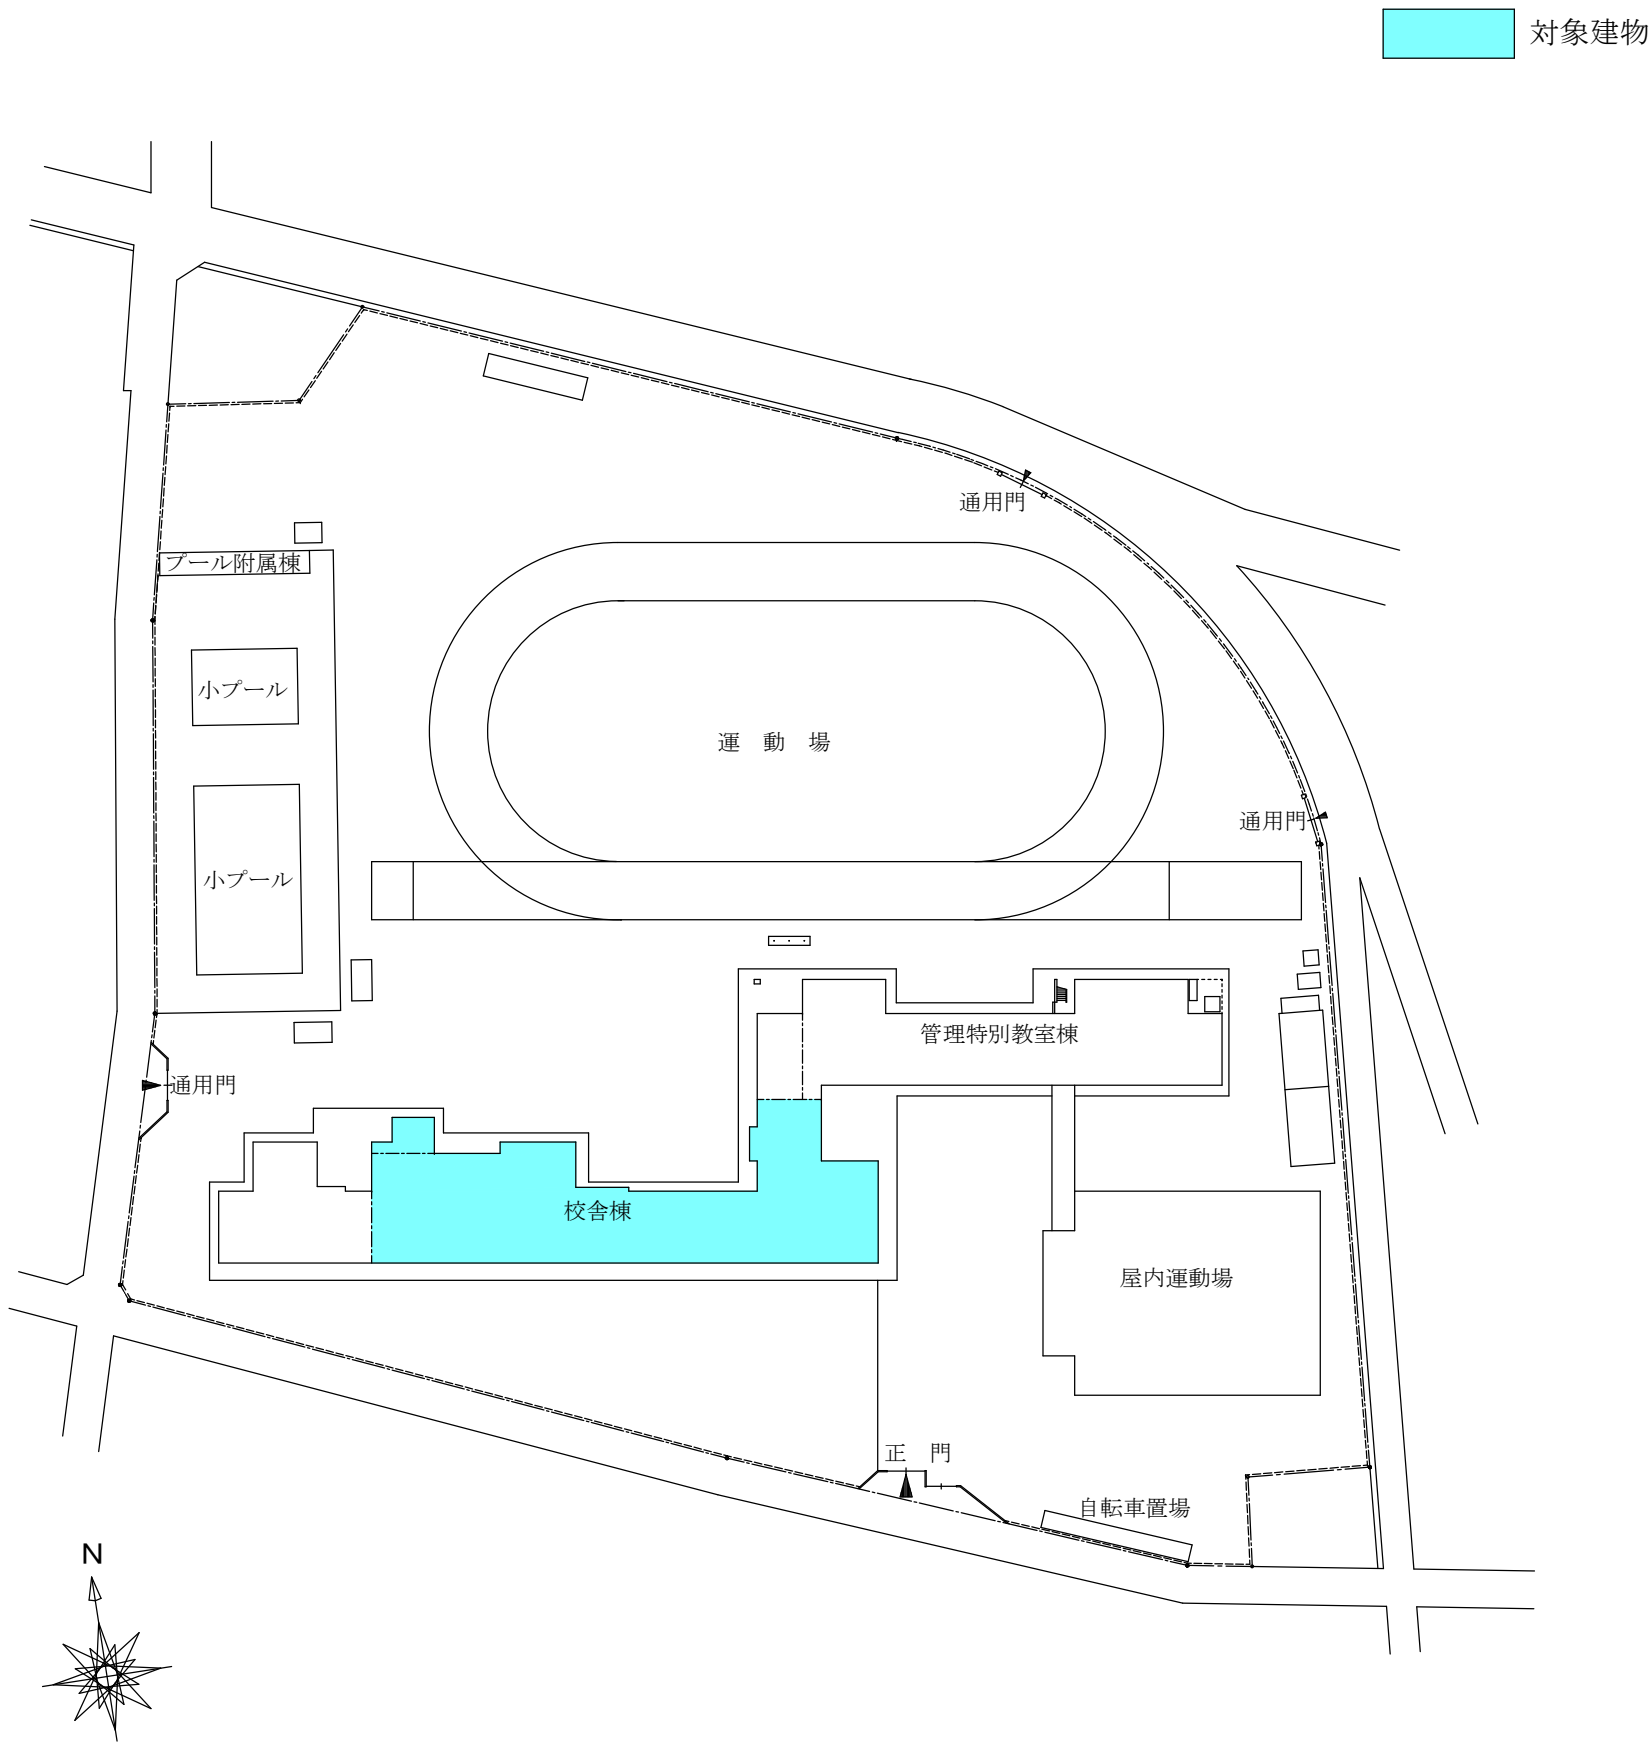 対象建物
通用門
プール附属棟
小プール
運　動　場
通用門
小プール
管理特別教室棟
通用門
校舎棟
屋内運動場
正　門
自転車置場
N